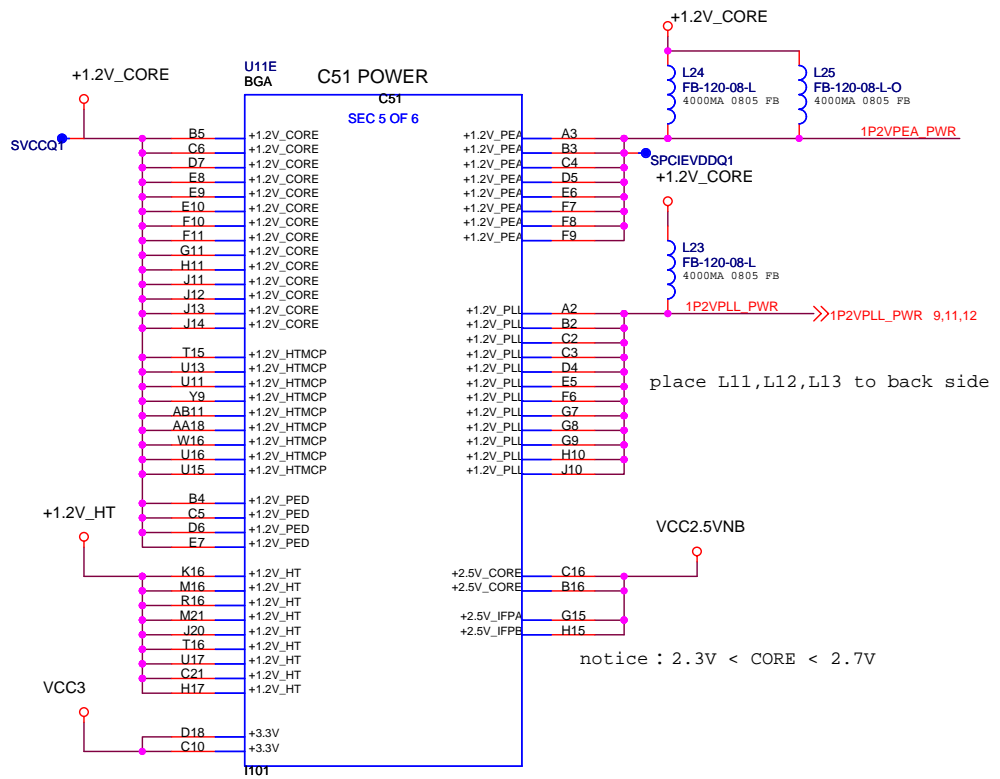 +1.2V_CORE
U11E
BGA
C51 POWER
C51
SEC 5 OF 6
+1.2V_CORE
SVCCQ1
L24
FB-120-08-L
4000MA 0805 FB
L25
FB-120-08-L-O
4000MA 0805 FB
1P2VPEA_PWR
SPCIEVDDQ1
+1.2V_CORE
L23
FB-120-08-L
4000MA 0805 FB
1P2VPLL_PWR
1P2VPLL_PWR 9,11,12
place L11,L12,L13 to back side
B5 +1.2V_CORE
C6 +1.2V_CORE
D7 +1.2V_CORE
E8 +1.2V_CORE
E9 +1.2V_CORE
E10 +1.2V_CORE
F10 +1.2V_CORE
F11 +1.2V_CORE
G11 +1.2V_CORE
H11 +1.2V_CORE
J11 +1.2V_CORE
J12 +1.2V_CORE
J13 +1.2V_CORE
J14 +1.2V_CORE
T15 +1.2V_HTMCP
U13 +1.2V_HTMCP
U11 +1.2V_HTMCP
Y9 +1.2V_HTMCP
AB11 +1.2V_HTMCP
AA18 +1.2V_HTMCP
W16 +1.2V_HTMCP
U16 +1.2V_HTMCP
U15 +1.2V_HTMCP
B4 +1.2V_PED
C5 +1.2V_PED
D6 +1.2V_PED
E7 +1.2V_PED
+1.2V_HT
K16 +1.2V_HT
M16 +1.2V_HT
R16 +1.2V_HT
M21 +1.2V_HT
J20 +1.2V_HT
T16 +1.2V_HT
U17 +1.2V_HT
C21 +1.2V_HT
H17 +1.2V_HT
VCC3
D18 +3.3V
C10 +3.3V
+1.2V_PEA A3
+1.2V_PEA B3
+1.2V_PEA C4
+1.2V_PEA D5
+1.2V_PEA E6
+1.2V_PEA F7
+1.2V_PEA F8
+1.2V_PEA F9
+1.2V_PLL A2
+1.2V_PLL B2
+1.2V_PLL C2
+1.2V_PLL C3
+1.2V_PLL D4
+1.2V_PLL E5
+1.2V_PLL F6
+1.2V_PLL G7
+1.2V_PLL G8
+1.2V_PLL G9
+1.2V_PLL H10
+1.2V_PLL J10
VCC2.5VNB
+2.5V_CORE C16
+2.5V_CORE B16
+2.5V_IFPA G15
+2.5V_IFPB H15
notice : 2.3V < CORE < 2.7V
I101